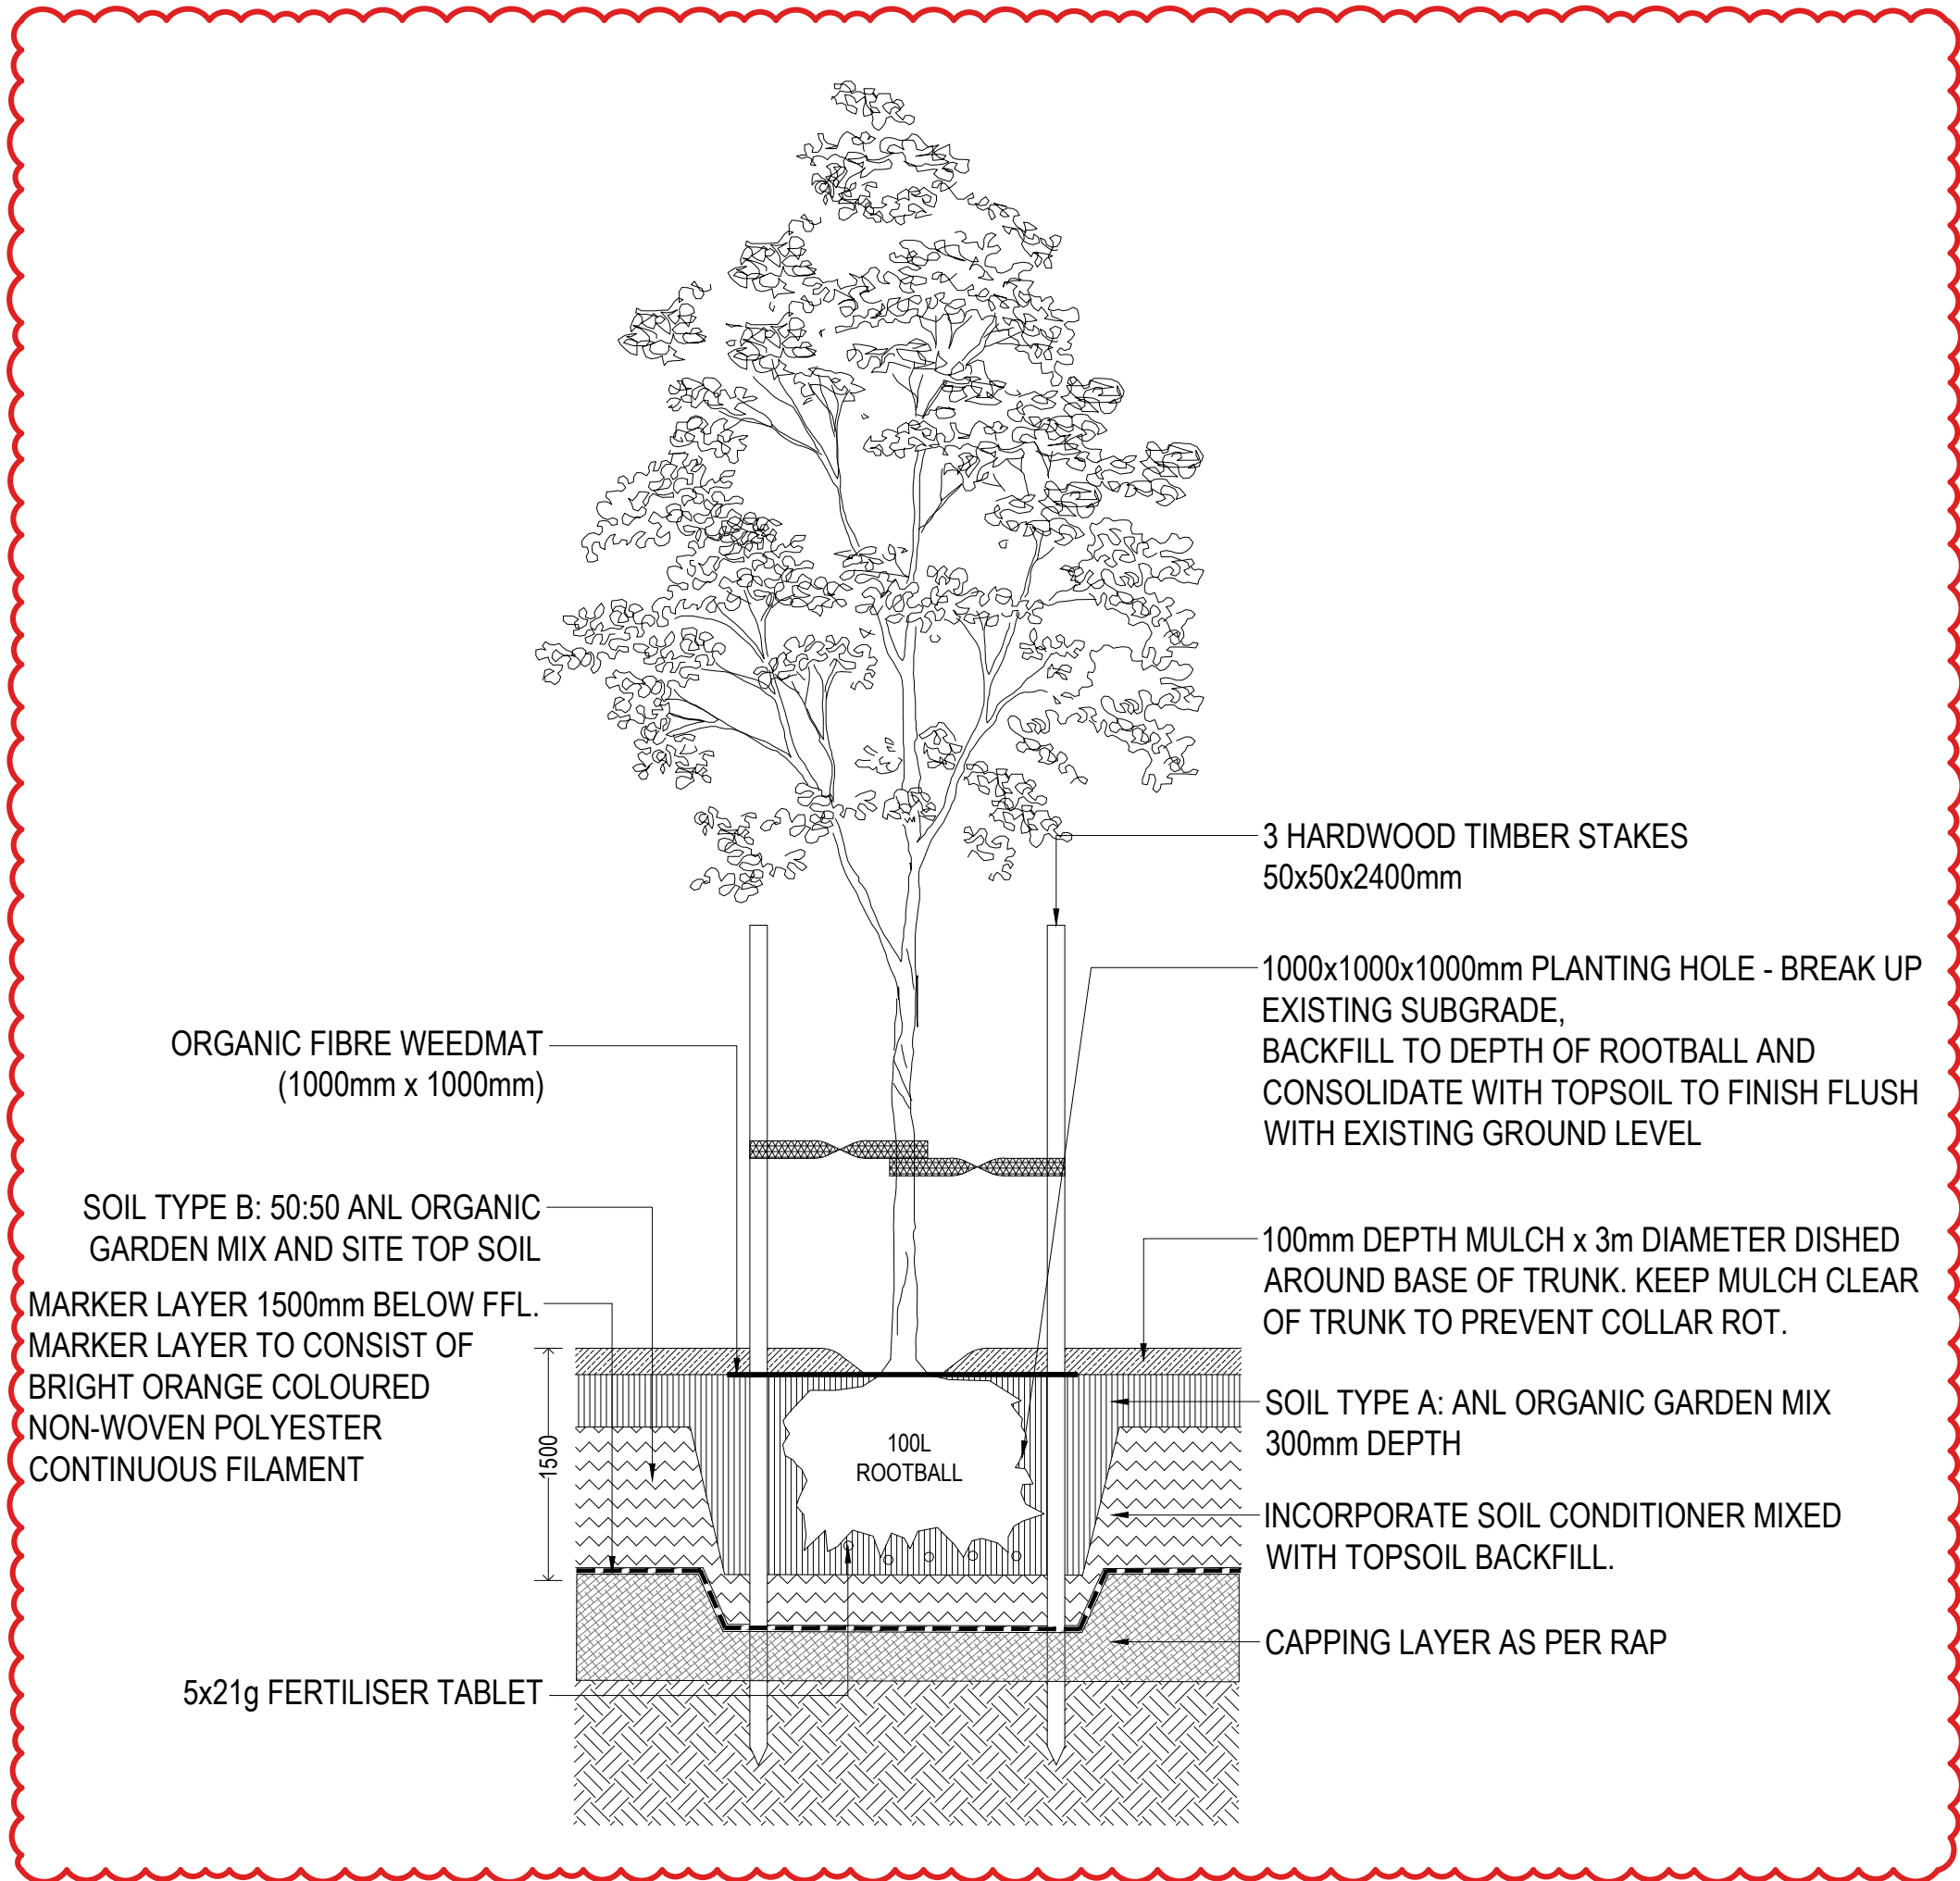 3 HARDWOOD TIMBER STAKES
50x50x2400mm
1000x1000x1000mm PLANTING HOLE - BREAK UP
EXISTING SUBGRADE,
BACKFILL TO DEPTH OF ROOTBALL AND
CONSOLIDATE WITH TOPSOIL TO FINISH FLUSH
WITH EXISTING GROUND LEVEL
ORGANIC FIBRE WEEDMAT
(1000mm x 1000mm)
SOIL TYPE B: 50:50 ANL ORGANIC
GARDEN MIX AND SITE TOP SOIL
100mm DEPTH MULCH x 3m DIAMETER DISHED
AROUND BASE OF TRUNK. KEEP MULCH CLEAR
OF TRUNK TO PREVENT COLLAR ROT.
MARKER LAYER 1500mm BELOW FFL.
MARKER LAYER TO CONSIST OF
BRIGHT ORANGE COLOURED
NON-WOVEN POLYESTER
CONTINUOUS FILAMENT
1500
100L
ROOTBALL
SOIL TYPE A: ANL ORGANIC GARDEN MIX
300mm DEPTH
INCORPORATE SOIL CONDITIONER MIXED
WITH TOPSOIL BACKFILL.
CAPPING LAYER AS PER RAP
5x21g FERTILISER TABLET